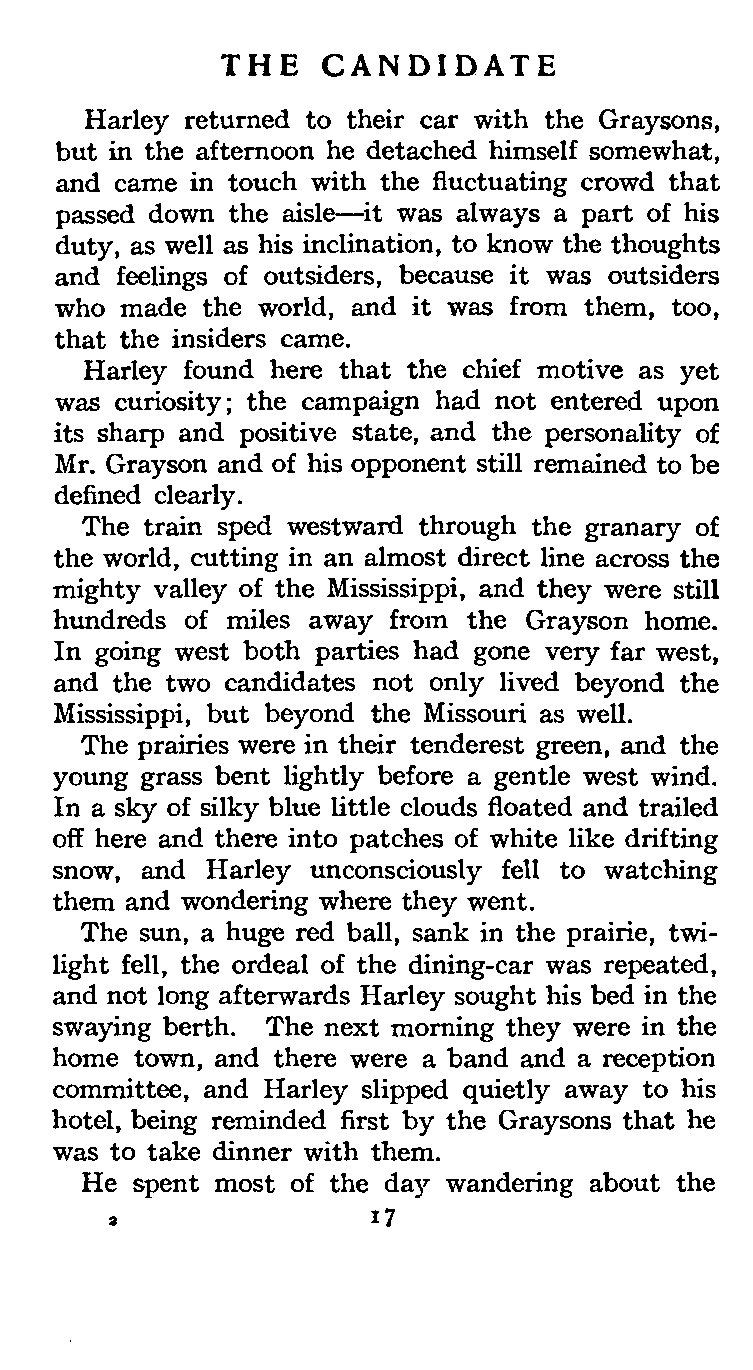 THE CANDIDATE
Harley returned to their car with the Graysons,
but in the afternoon he detached himself somewhat,
and came in touch with the fluctuating crowd that
passed down the aisle—it was always a part of his
duty, as well as his inclination, to know the thoughts
and feelings of outsiders, because it was outsiders
who made the world, and it was from them, too,
that the insiders came.
Harley found here that the chief motive as yet
was curiosity; the campaign had not entered upon
its sharp and positive state, and the personality of
Mr. Grayson and of his opponent still remained to be
defined clearly.
The train sped westward through the granary of
the world, cutting in an almost direct line across the
mighty valley of the Mississippi, and they were still
hundreds of miles away from the Grayson home.
In going west both parties had gone very far west,
and the two candidates not only lived beyond the
Mississippi, but beyond the Missouri as well.
The prairies were in their tenderest green, and the
young grass bent lightly before a gentle west wind.
In a sky of silky blue little clouds floated and trailed
off here and there into patches of white like drifting
snow, and Harley unconsciously fell to watching
them and wondering where they went.
The sun, a huge red ball, sank in the prairie, twi-
light fell, the ordeal of the dining-car was repeated,
and not long afterwards Harley sought his bed in the
swaying berth. The next morning they were in the
home town, and there were a band and a reception
committee, and Harley slipped quietly away to his
hotel, being reminded first by the Graysons that he
was to take dinner with them.
He spent most of the day wandering about the
2 17